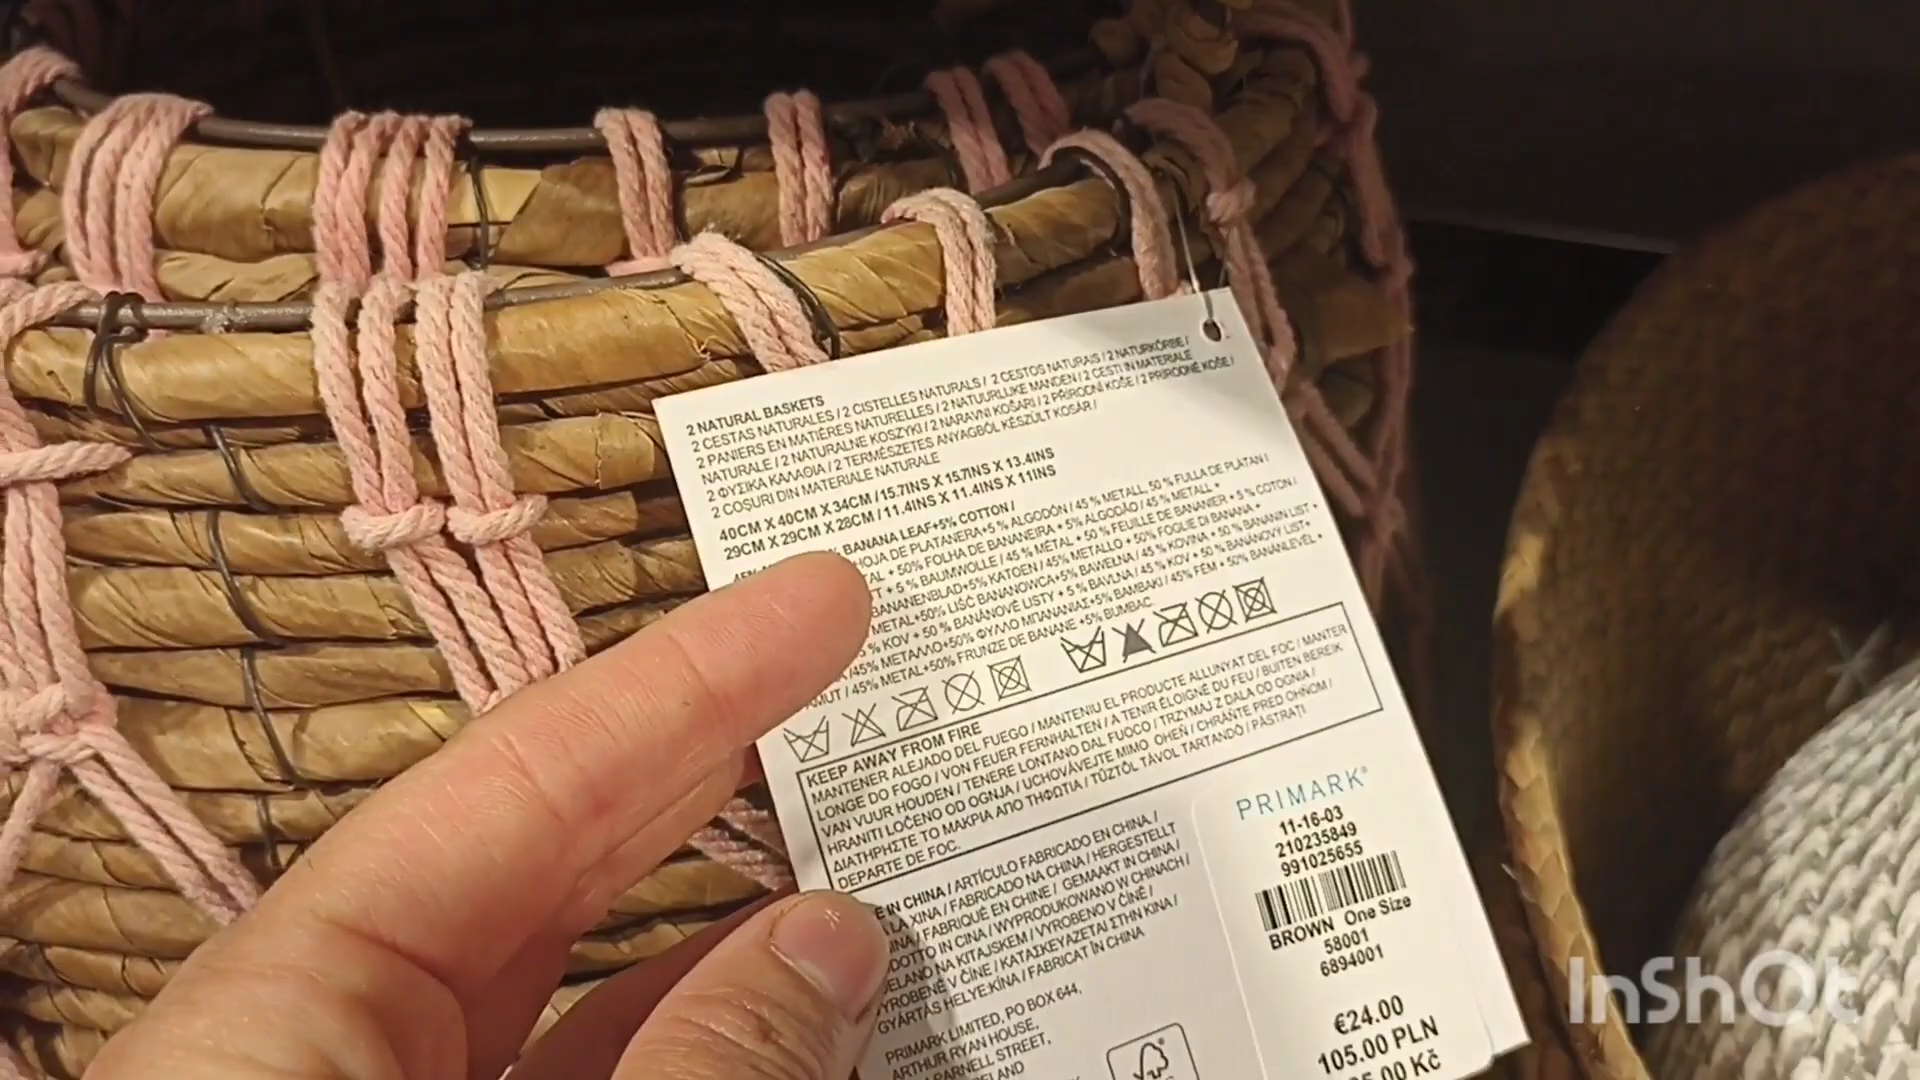 2 NATURAL BASKETS
2 CESTAS NATURALES / 2 CISTELLES NATURALS / 2 CESTOS NATURAIS / 2 NATURKÖRBE /
2 PANIERS EN MATIÈRES NATURELLES / 2 NATUURLIJKE MANDEN / 2 CESTI IN MATERIALE
NATURALE / 2 NATURALNE KOSZYKI / 2 NARAVNI KOŠARI / 2 PŘÍRODNÍ KOŠE / 2 PRÍRODNÉ KOŠE /
2 ΦΥΣΙΚΑ ΚΑΛΑΘΙΑ / 2 TERMÉSZETES ANYAGBÓL KÉSZÜLT KOSÁR /
2 COȘURI DIN MATERIALE NATURALE
40CM X 40CM X 34CM / 15.7INS X 15.7INS X 13.4INS
29CM X 29CM X 28CM / 11.4INS X 11.4INS X 11INS
BANANA LEAF+5% COTTON /
HOJA DE PLATANERA+5 % ALGODÓN / 45 % METALL, 50 % FULLA DE PLÀTAN /
+ 50% FOLHA DE BANANEIRA + 5% ALGODÃO / 45 % METALL +
+ 5 % BAUMWOLLE / 45 % MÉTAL + 50 % FEUILLE DE BANANIER + 5 % COTON /
BANANENBLAD+5% KATOEN / 45% METALLO + 50% FOGLIE DI BANANA +
METAL+50% LIŚĆ BANANOWCA+5% BAWEŁNA / 45 % KOVINA + 50 % BANANIN LIST +
% KOV + 50 % BANÁNOVÉ LISTY + 5 % BAVLNA / 45 % KOV + 50 % BANÁNOVÝ LIST+
/45% ΜΕΤΑΛΛΟ+50% ΦΥΛΛΟ ΜΠΑΝΑΝΙΑΣ+5% ΒΑΜΒΑΚΙ / 45% FÉM + 50% BANÁNLEVÉL +
PAMUT / 45% METAL+50% FRUNZE DE BANANE +5% BUMBAC
KEEP AWAY FROM FIRE
MANTENER ALEJADO DEL FUEGO / MANTENIU EL PRODUCTE ALLUNYAT DEL FOC / MANTER
LONGE DO FOGO / VON FEUER FERNHALTEN / A TENIR ÉLOIGNÉ DU FEU / BUITEN BEREIK
VAN VUUR HOUDEN / TENERE LONTANO DAL FUOCO / TRZYMAJ Z DALA OD OGNIA /
HRANITI LOČENO OD OGNJA / UCHOVÁVEJTE MIMO OHEŇ / CHRÁŇTE PRED OHŇOM /
ΔΙΑΤΗΡΗΣΤΕ ΤΟ ΜΑΚΡΙΑ ΑΠΟ ΤΗΦΩΤΙΑ / TŰZTŐL TÁVOL TARTANDÓ / PĂSTRAȚI
DEPARTE DE FOC.
E IN CHINA / ARTÍCULO FABRICADO EN CHINA /
A LA XINA / FABRICADO NA CHINA / HERGESTELLT
INA / FABRIQUÉ EN CHINE / GEMAAKT IN CHINA /
DOTTO IN CINA / WYPRODUKOWANO W CHINACH /
ELANO NA KITAJSKEM / VYROBENO V ČÍNĚ /
YROBENÉ V ČÍNE / ΚΑΤΑΣΚΕΥΑΖΕΤΑΙ ΣΤΗΝ ΚΙΝΑ /
GYÁRTÁS HELYE:KÍNA / FABRICAT ÎN CHINA
PRIMARK LIMITED, PO BOX 644,
ARTHUR RYAN HOUSE,
PARNELL STREET,
PRIMARK®
11-16-03
210235849
991025655
BROWN One Size
58001
6894001
€24.00
105.00 PLN
5.00 Kč
InShOt